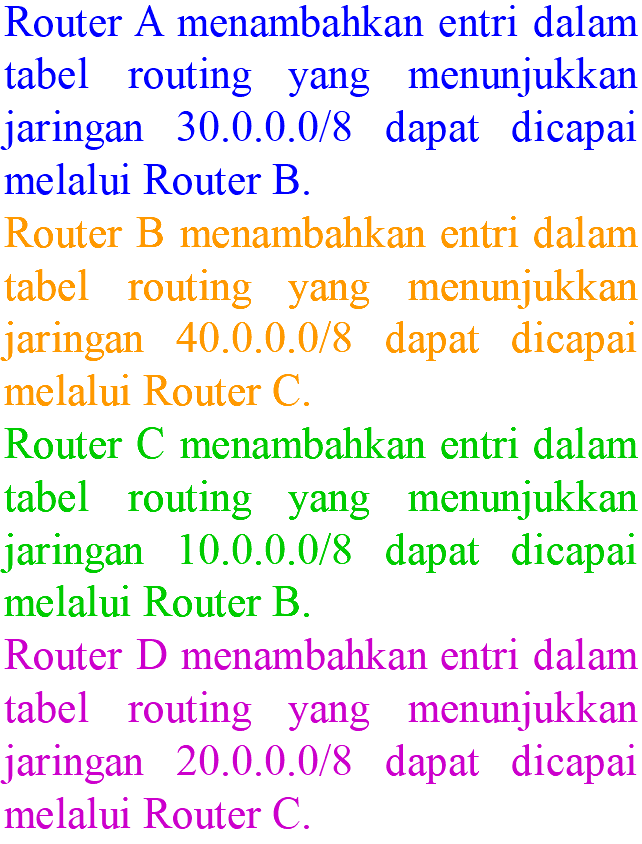 Router A menambahkan entri dalam
tabel routing yang menunjukkan
jaringan 30.0.0.0/8 dapat dicapai
melalui Router B.
Router B menambahkan entri dalam
tabel routing yang menunjukkan
jaringan 40.0.0.0/8 dapat dicapai
melalui Router C.
Router C menambahkan entri dalam
tabel routing yang menunjukkan
jaringan 10.0.0.0/8 dapat dicapai
melalui Router B.
Router D menambahkan entri dalam
tabel routing yang menunjukkan
jaringan 20.0.0.0/8 dapat dicapai
melalui Router C.